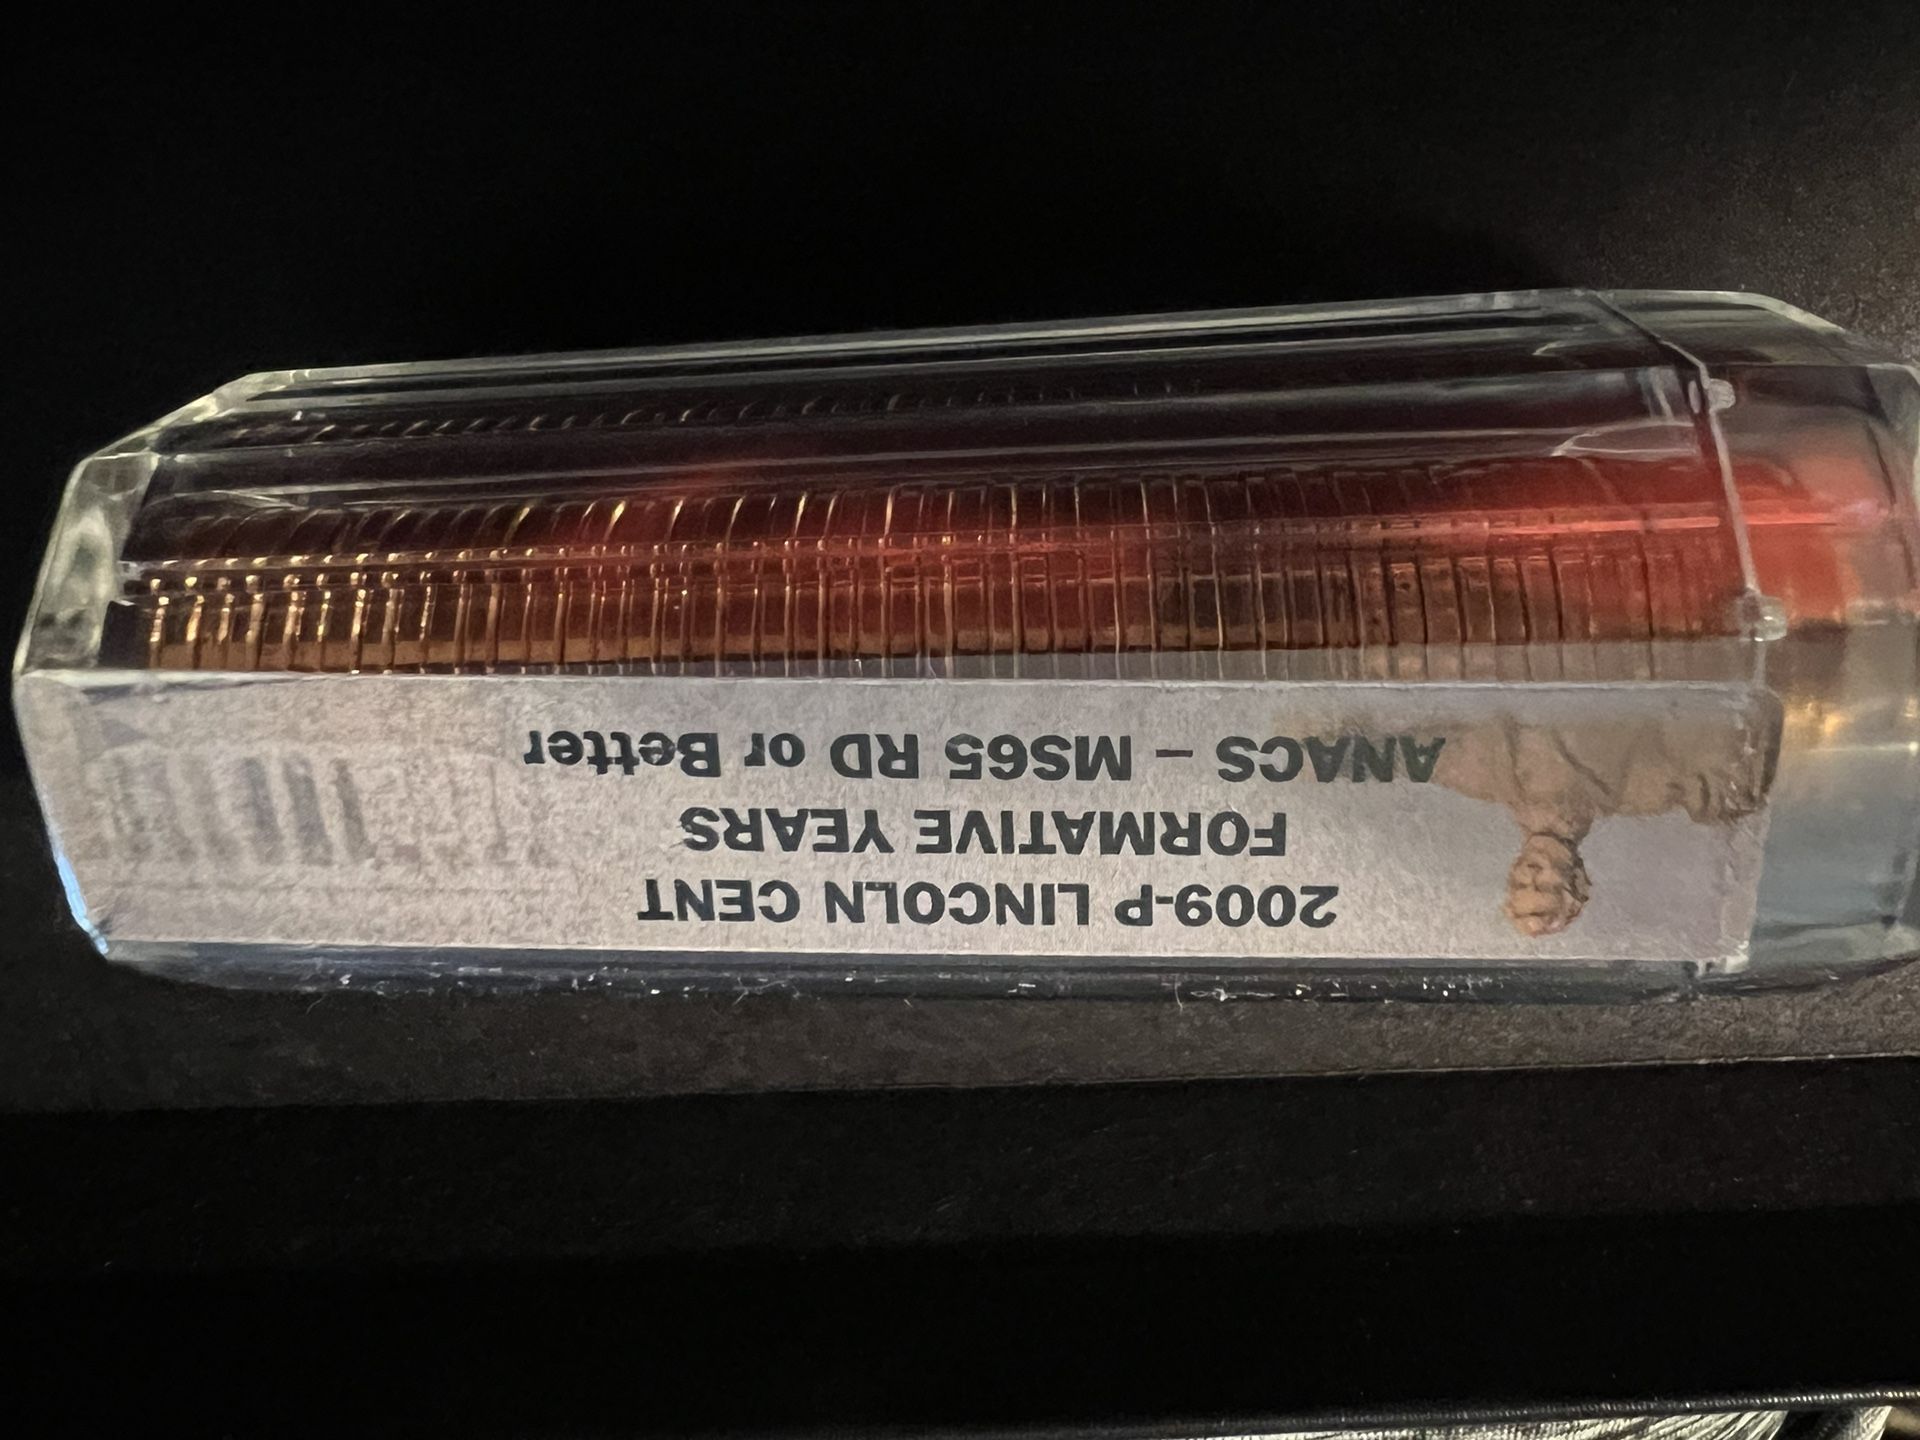 2009-P LINCOLN CENT
FORMATIVE YEARS
ANACS – MS65 RD or Better